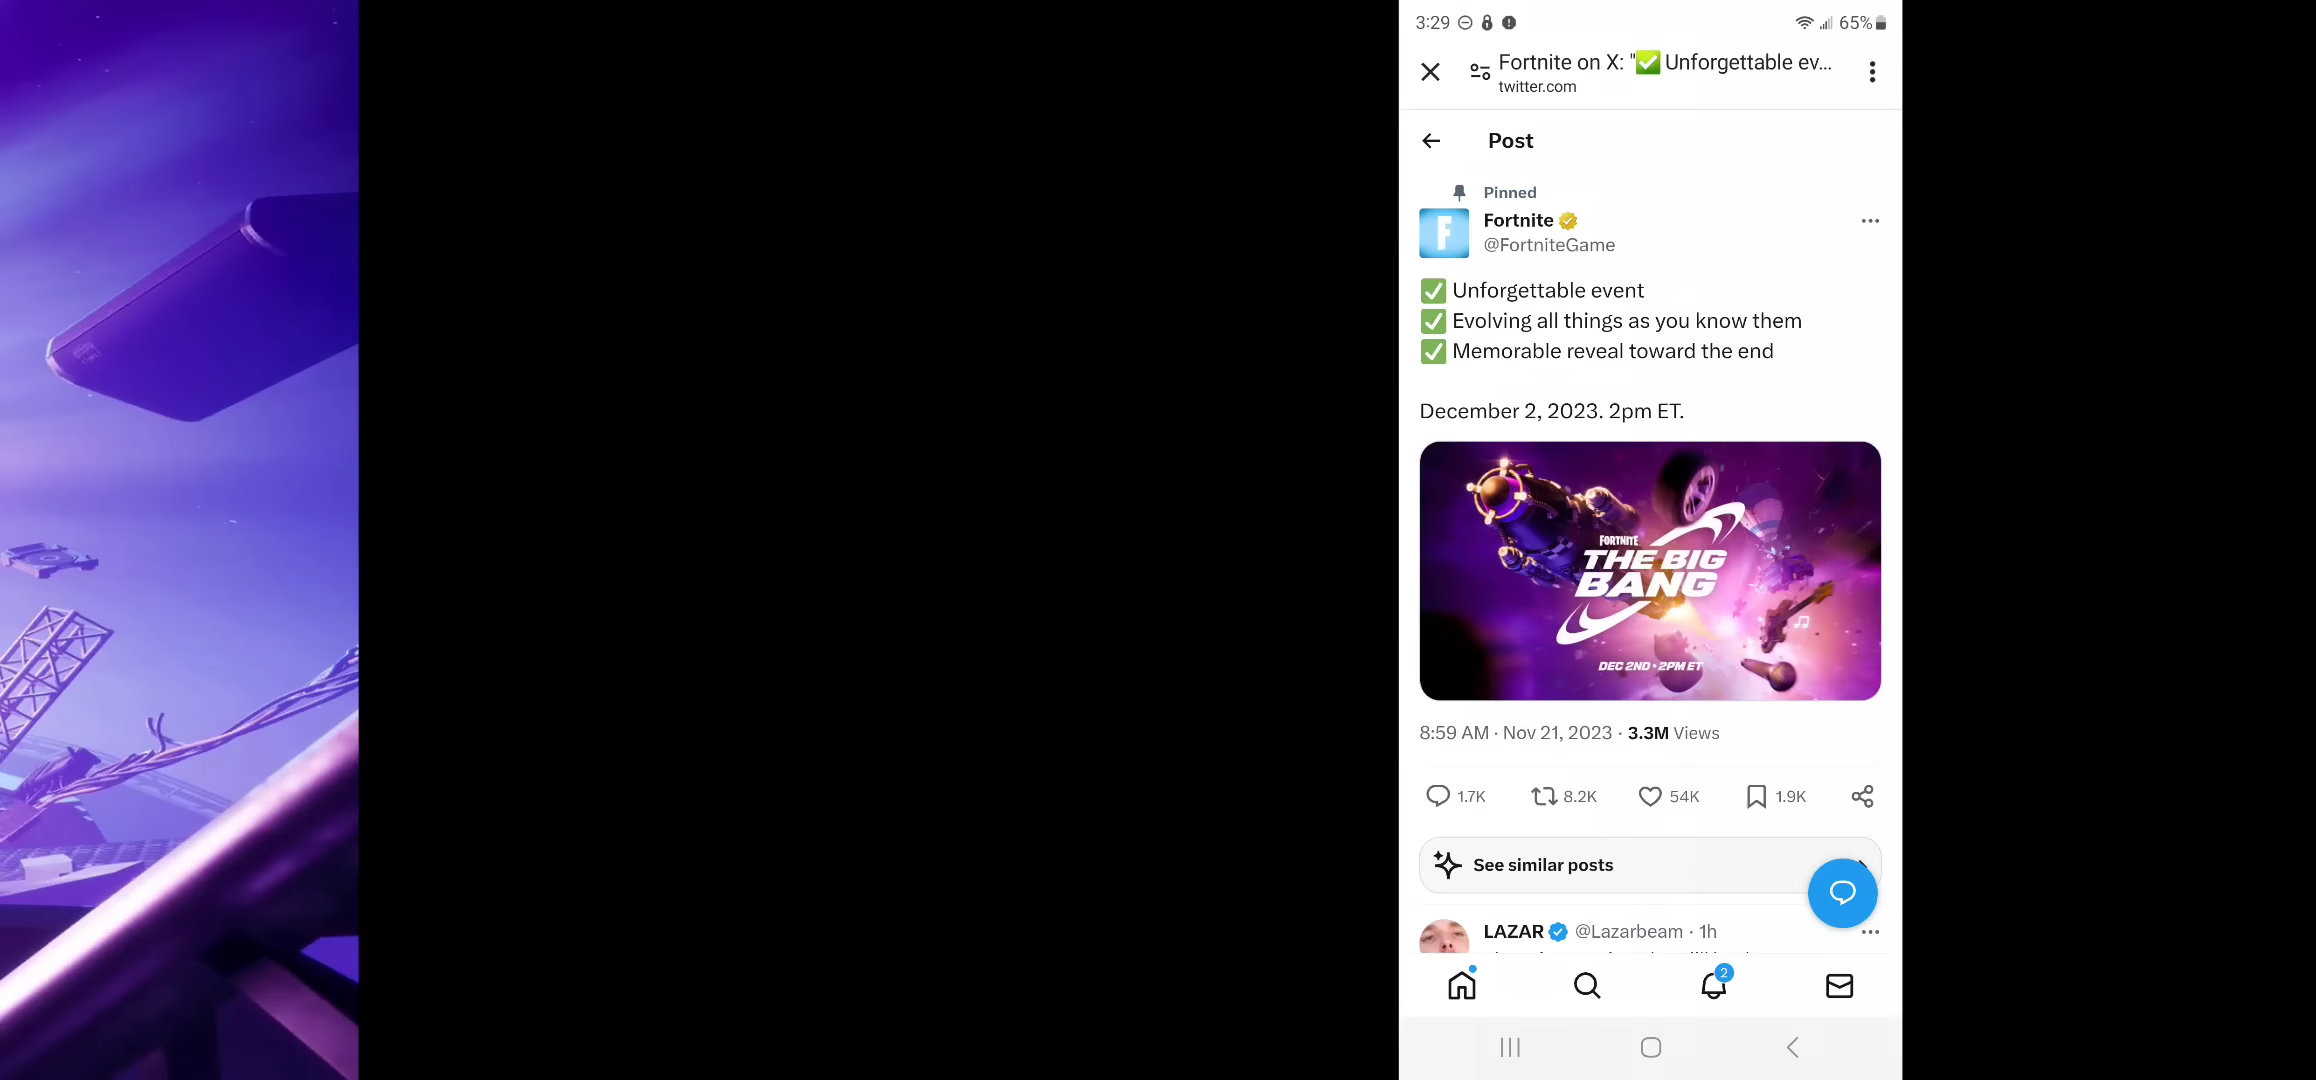 3:29
65%
Fortnite on X: "✅ Unforgettable ev...
twitter.com
Post
Pinned
Fortnite
@FortniteGame
✅ Unforgettable event
✅ Evolving all things as you know them
✅ Memorable reveal toward the end
December 2, 2023. 2pm ET.
FORTNITE
THE BIG
BANG
DEC 2ND • 2PM ET
8:59 AM · Nov 21, 2023 · 3.3M Views
1.7K 8.2K 54K 1.9K
See similar posts
LAZAR @Lazarbeam · 1h
2